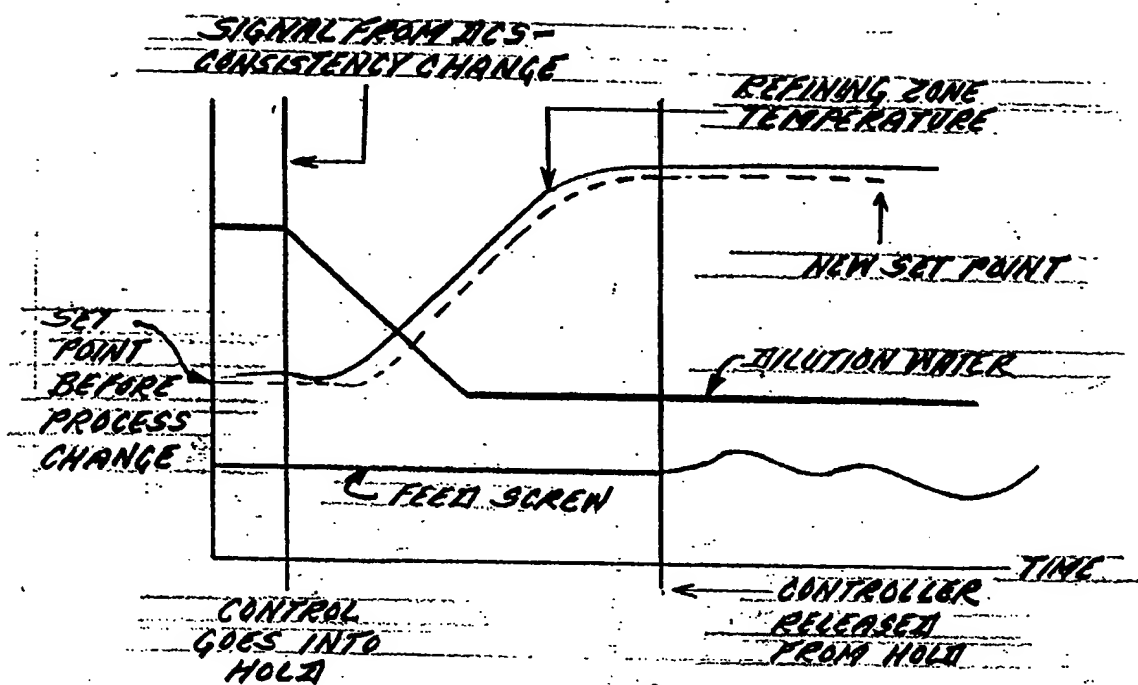 SIGNAL FROM DCS-
CONSISTENCY CHANGE
REFINING ZONE
TEMPERATURE
NEW SET POINT
SET
POINT
BEFORE
PROCESS
CHANGE
DILUTION WATER
FEED SCREW
TIME
CONTROL
GOES INTO
HOLD
CONTROLLER
RELEASED
FROM HOLD